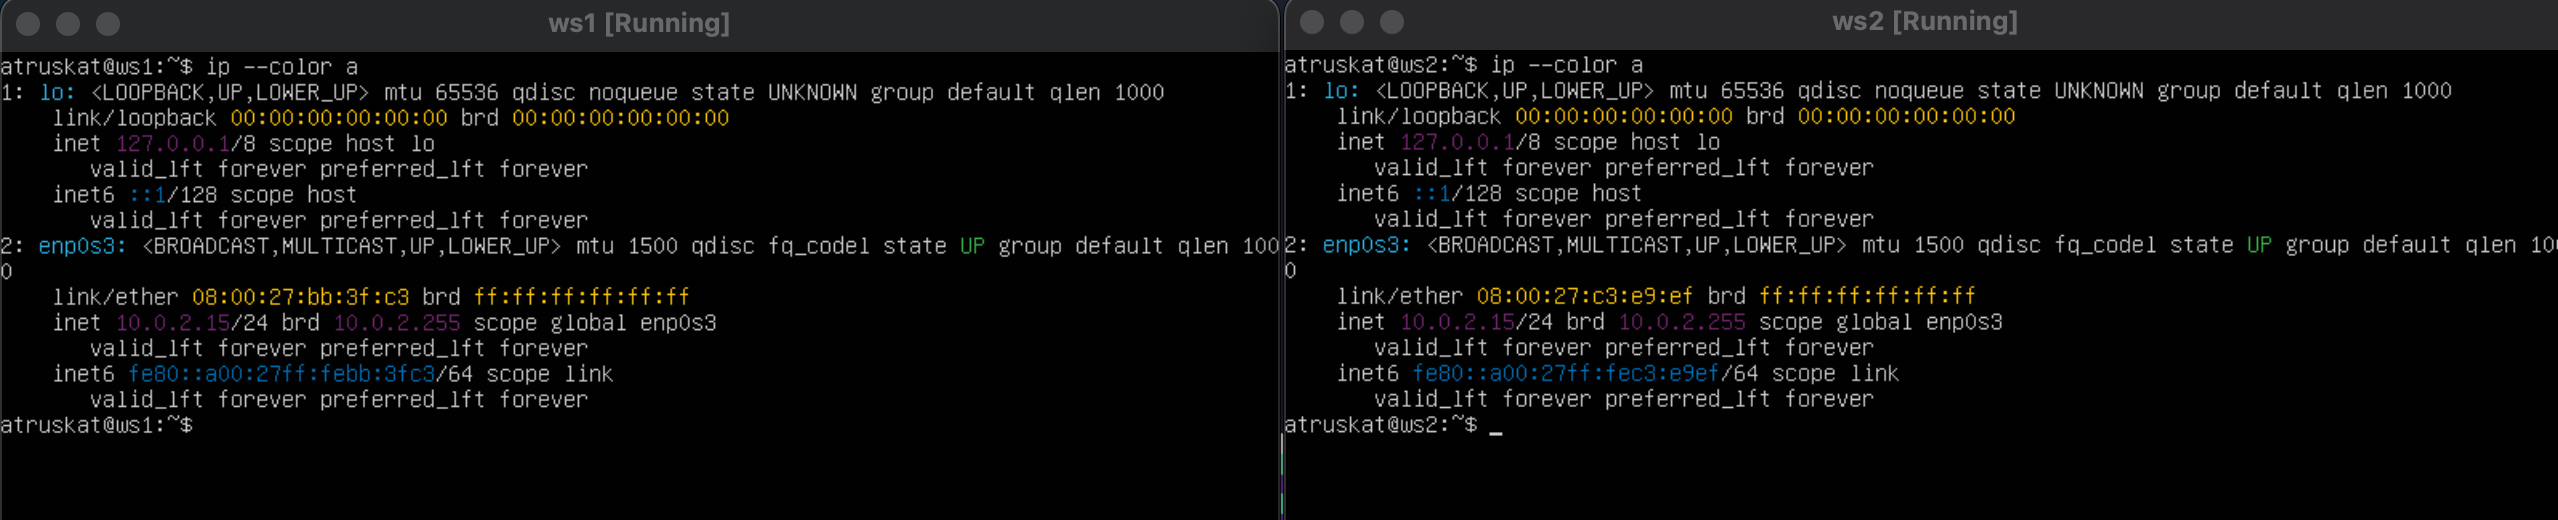 ws1 [Running]
atruskat@ws1:~$ ip --color a
1: lo: <LOOPBACK,UP,LOWER_UP> mtu 65536 qdisc noqueue state UNKNOWN group default qlen 1000
link/loopback 00:00:00:00:00:00 brd 00:00:00:00:00:00
inet 127.0.0.1/8 scope host lo
valid_lft forever preferred_lft forever
inet6 ::1/128 scope host
valid_lft forever preferred_lft forever
2: enp0s3: <BROADCAST,MULTICAST,UP,LOWER_UP> mtu 1500 qdisc fq_codel state UP group default qlen 100
0
link/ether 08:00:27:bb:3f:c3 brd ff:ff:ff:ff:ff:ff
inet 10.0.2.15/24 brd 10.0.2.255 scope global enp0s3
valid_lft forever preferred_lft forever
inet6 fe80::a00:27ff:febb:3fc3/64 scope link
valid_lft forever preferred_lft forever
atruskat@ws1:~$
ws2 [Running]
atruskat@ws2:~$ ip --color a
1: lo: <LOOPBACK,UP,LOWER_UP> mtu 65536 qdisc noqueue state UNKNOWN group default qlen 1000
link/loopback 00:00:00:00:00:00 brd 00:00:00:00:00:00
inet 127.0.0.1/8 scope host lo
valid_lft forever preferred_lft forever
inet6 ::1/128 scope host
valid_lft forever preferred_lft forever
2: enp0s3: <BROADCAST,MULTICAST,UP,LOWER_UP> mtu 1500 qdisc fq_codel state UP group default qlen 10
0
link/ether 08:00:27:c3:e9:ef brd ff:ff:ff:ff:ff:ff
inet 10.0.2.15/24 brd 10.0.2.255 scope global enp0s3
valid_lft forever preferred_lft forever
inet6 fe80::a00:27ff:fec3:e9ef/64 scope link
valid_lft forever preferred_lft forever
atruskat@ws2:~$ _